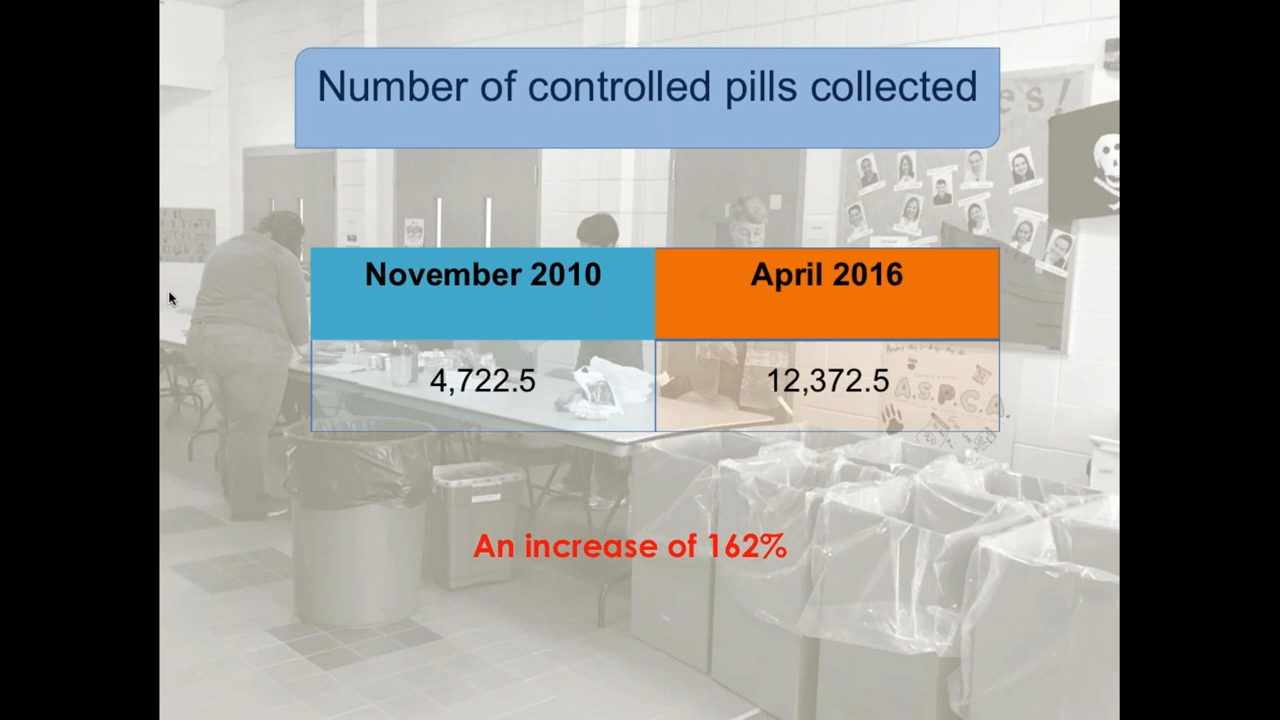 Number of controlled pills collected
es!
November 2010
April 2016
4,722.5
12,372.5
A.S.P.C.A.
An increase of 162%